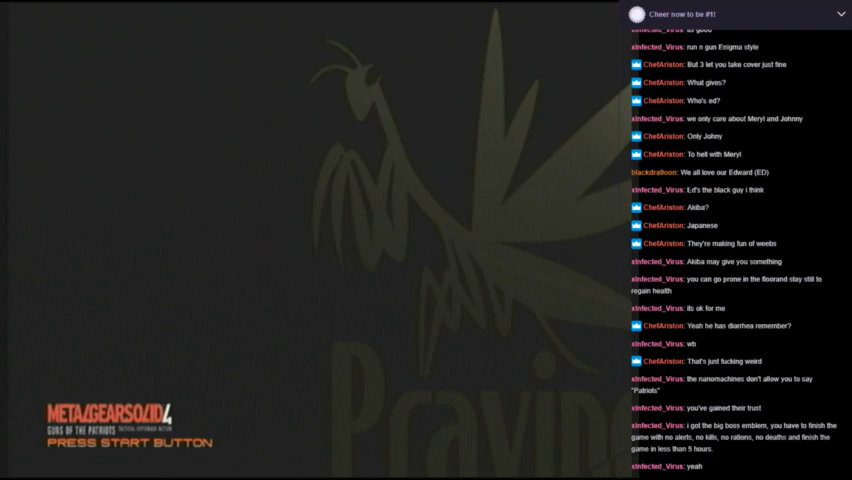 Cheer now to be #1!
xInfected_Virus: its good
xInfected_Virus: run n gun Enigma style
ChefAriston: But 3 let you take cover just fine
ChefAriston: What gives?
ChefAriston: Who's ed?
xInfected_Virus: we only care about Meryl and Johnny
ChefAriston: Only Johny
ChefAriston: To hell with Meryl
blackdra9oon: We all love our Edward (ED)
xInfected_Virus: Ed's the black guy i think
ChefAriston: Akiba?
ChefAriston: Japanese
ChefAriston: They're making fun of weebs
xInfected_Virus: Akiba may give you something
xInfected_Virus: you can go prone in the floorand stay still to
regain health
xInfected_Virus: its ok for me
ChefAriston: Yeah he has diarrhea remember?
xInfected_Virus: wb
ChefAriston: That's just fucking weird
xInfected_Virus: the nanomachines don't allow you to say
"Patriots"
xInfected_Virus: you've gained their trust
xInfected_Virus: i got the big boss emblem, you have to finish the
game with no alerts, no kills, no rations, no deaths and finish the
game in less than 5 hours.
xInfected_Virus: yeah
Praying
METAL GEAR SOLID 4
GUNS OF THE PATRIOTS TACTICAL ESPIONAGE ACTION
PRESS START BUTTON